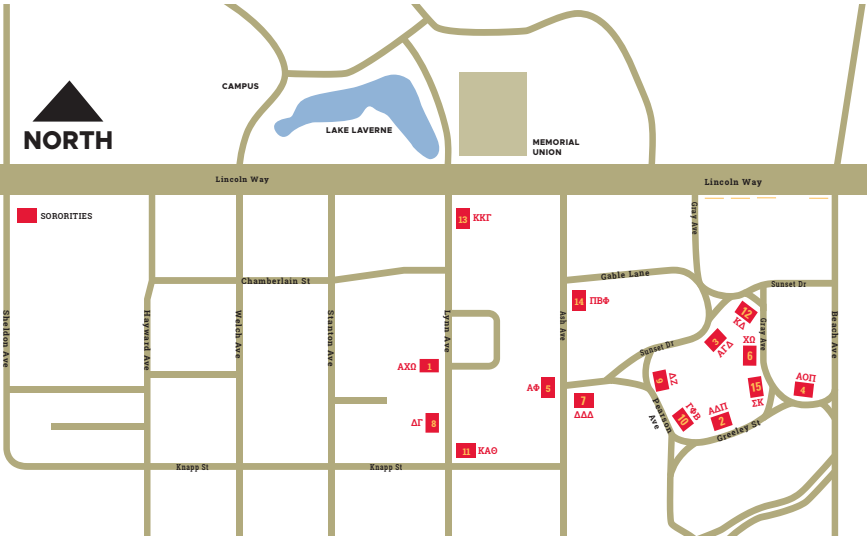 CAMPUS
LAKE LAVERNE
NORTH
MEMORIAL
UNION
Lincoln Way
Lincoln Way
SORORITIES
13 ΚΚΓ
Gray Ave
Chamberlain St
Gable Lane
Sunset Dr
14 ΠΒΦ
12
ΚΔ
Sheldon Ave
Hayward Ave
Welch Ave
Stanton Ave
Lynn Ave
Ash Ave
Gray Ave
Beach Ave
3
ΑΓΔ
ΧΩ
6
Sunset Dr
ΑΧΩ 1
ΑΦ 5
9 ΔΖ
15
ΣΚ
ΑΟΠ
4
7
ΔΔΔ
Pearson
Ave
ΓΦΒ
10
ΑΔΠ
2
ΔΓ 8
Greeley St
11 ΚΑΘ
Knapp St
Knapp St